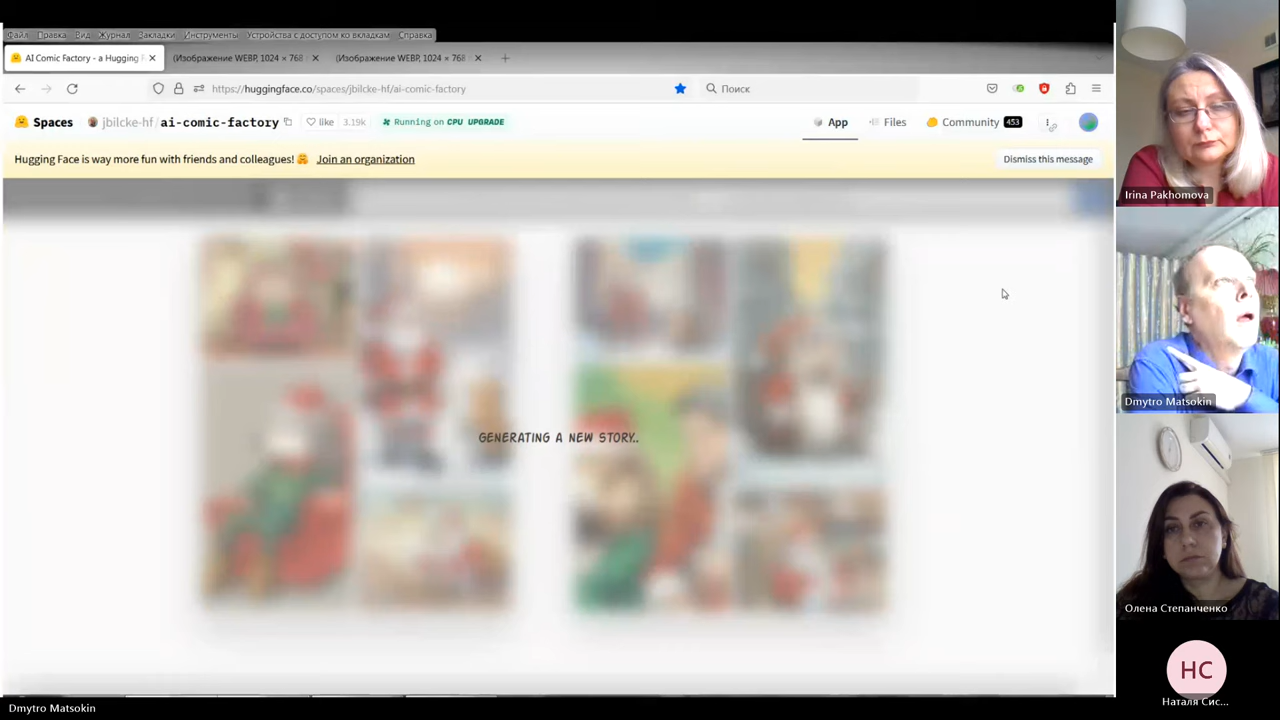 Файл Правка Вид Журнал Закладки Инструменты Устройства с доступом ко вкладкам Справка
AI Comic Factory - a Hugging F
(Изображение WEBP, 1024 × 768
(Изображение WEBP, 1024 × 768
https://huggingface.co/spaces/jbilcke-hf/ai-comic-factory
Поиск
Spaces jbilcke-hf/ai-comic-factory like 3.19k Running on CPU UPGRADE App Files Community 453
Hugging Face is way more fun with friends and colleagues! Join an organization Dismiss this message
GENERATING A NEW STORY..
Irina Pakhomova
Dmytro Matsokin
Олена Степанченко
НС
Наталя Сис...
Dmytro Matsokin